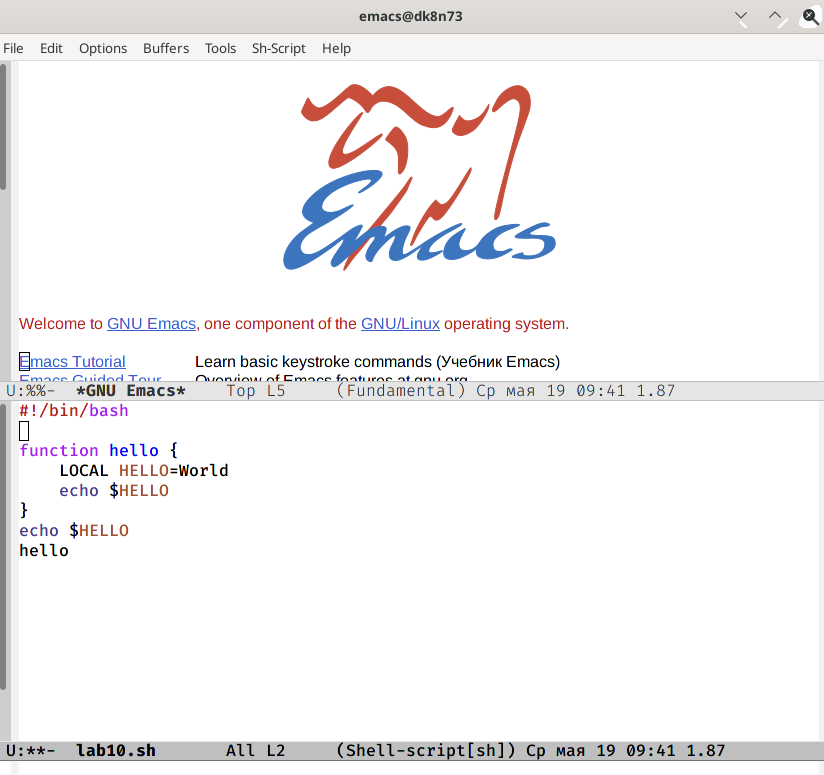 emacs@dk8n73
File Edit Options Buffers Tools Sh-Script Help
Emacs
Welcome to GNU Emacs, one component of the GNU/Linux operating system.
Emacs Tutorial Learn basic keystroke commands (Учебник Emacs)
Emacs Guided Tour Overview of Emacs features at gnu.org
U:%%- *GNU Emacs* Top L5 (Fundamental) Ср мая 19 09:41 1.87
#!/bin/bash
function hello {
    LOCAL HELLO=World
    echo $HELLO
}
echo $HELLO
hello
U:**- lab10.sh All L2 (Shell-script[sh]) Ср мая 19 09:41 1.87